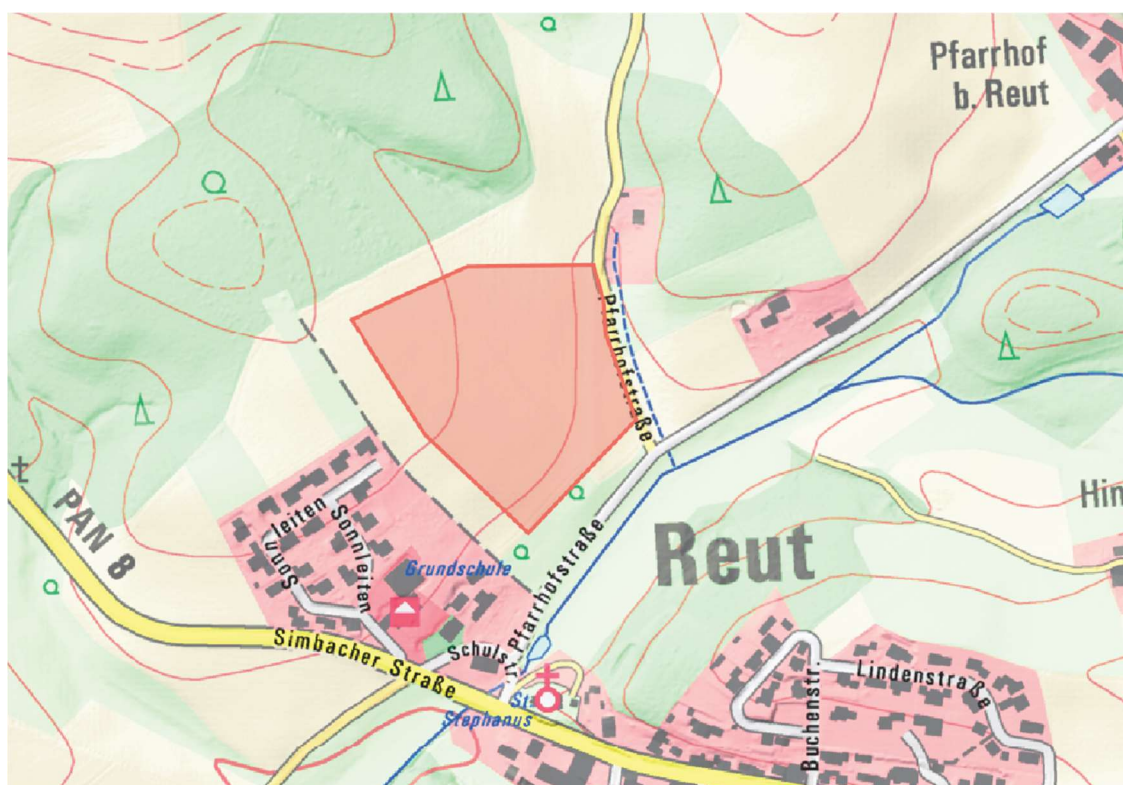 Pfarrhof
b. Reut
Pfarrhofstraße
PAN 8
Sonnleiten
Sonnleiten
Grundschule
Reut
Hin
Pfarrhofstraße
Schulstr.
Simbacher Straße
St
Stephanus
Lindenstraße
Buchenstr.